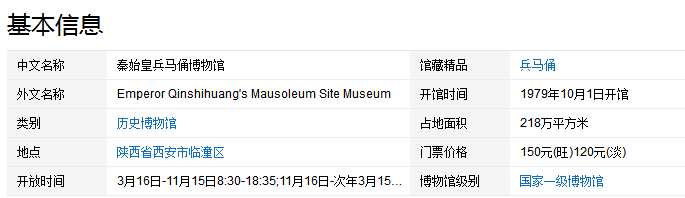 基本信息
中文名称 秦始皇兵马俑博物馆 馆藏精品 兵马俑
外文名称 Emperor Qinshihuang's Mausoleum Site Museum 开馆时间 1979年10月1日开馆
类别 历史博物馆 占地面积 218万平方米
地点 陕西省西安市临潼区 门票价格 150元(旺)120元(淡)
开放时间 3月16日-11月15日8:30-18:35;11月16日-次年3月15... 博物馆级别 国家一级博物馆